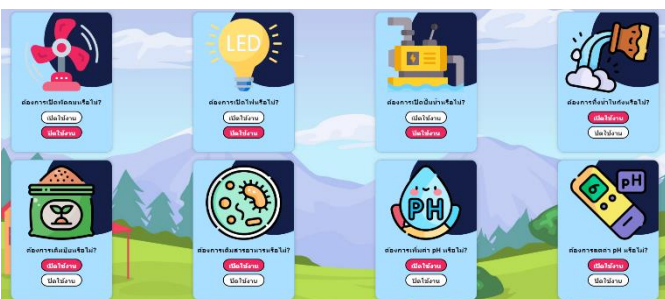 LED
ต้องการเปิดพัดลมหรือไม่?
เปิดใช้งาน
ปิดใช้งาน
ต้องการเปิดไฟหรือไม่?
เปิดใช้งาน
ปิดใช้งาน
ต้องการเปิดปั๊มน้ำหรือไม่?
เปิดใช้งาน
ปิดใช้งาน
ต้องการทิ้งน้ำในถังหรือไม่?
เปิดใช้งาน
ปิดใช้งาน
PH
6
pH
ต้องการเติมปุ๋ยหรือไม่?
เปิดใช้งาน
ปิดใช้งาน
ต้องการเติมสารอาหารหรือไม่?
เปิดใช้งาน
ปิดใช้งาน
ต้องการเพิ่มค่า pH หรือไม่?
เปิดใช้งาน
ปิดใช้งาน
ต้องการลดค่า pH หรือไม่?
เปิดใช้งาน
ปิดใช้งาน